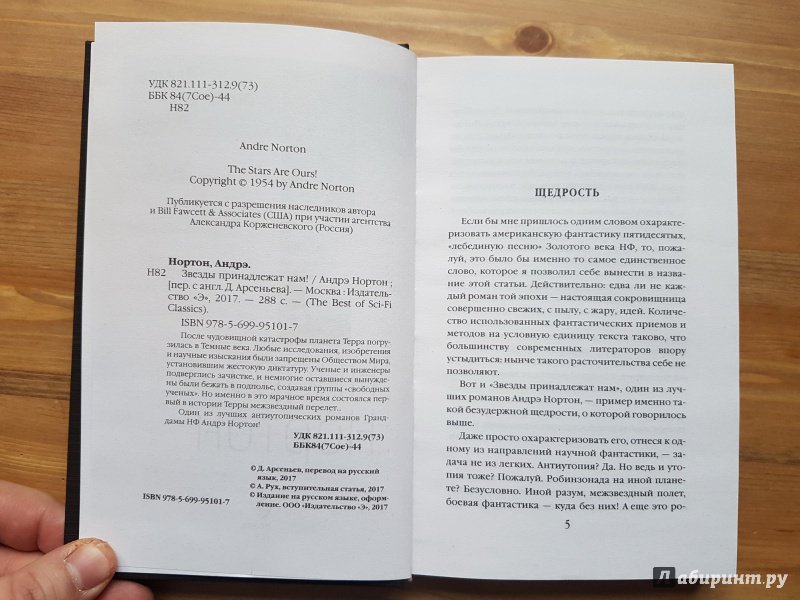 УДК 821.111-312.9(73)
ББК 84(7Сое)-44
Н82
Andre Norton
The Stars Are Ours!
Copyright © 1954 by Andre Norton
Публикуется с разрешения наследников автора
и Bill Fawcett & Associates (США) при участии агентства
Александра Корженевского (Россия)
Нортон, Андрэ.
Н82 Звезды принадлежат нам! / Андрэ Нортон ;
[пер. с англ. Д. Арсеньева]. — Москва : Издатель-
ство «Э», 2017. — 288 с. — (The Best of Sci-Fi
Classics).
ISBN 978-5-699-95101-7
После чудовищной катастрофы планета Терра погру-
зилась в Темные века. Любые исследования, изобретения
и научные изыскания были запрещены Обществом Мира,
установившим жестокую диктатуру. Ученые и инженеры
подверглись зачистке, и немногие оставшиеся вынужде-
ны были бежать в подполье, создавая группы «свободных
ученых». Но именно в это мрачное время состоялся пер-
вый в истории Терры межзвездный перелет..
Один из лучших антиутопических романов Гранд-
дамы НФ Андрэ Нортон!
УДК 821.111-312.9(73)
ББК84(7Сое)-44
© Д. Арсеньев, перевод на русский
язык, 2017
© А. Рух, вступительная статья, 2017
© Издание на русском языке, оформ-
ISBN 978-5-699-95101-7 ление. ООО «Издательство «Э», 2017
ЩЕДРОСТЬ
Если бы мне пришлось одним словом охаракте-
ризовать американскую фантастику пятидесятых,
«лебединую песню» Золотого века НФ, то, пожа-
луй, это было бы именно то самое единственное
слово, которое я позволил себе вынести в назва-
ние этой статьи. Действительно: едва ли не каж-
дый роман той эпохи — настоящая сокровищница
совершенно свежих, с пылу, с жару, идей. Количе-
ство использованных фантастических приемов и
методов на условную единицу текста таково, что
большинству современных литераторов впору
устыдиться: нынче такого расточительства себе не
позволяют.
Вот и «Звезды принадлежат нам», один из луч-
ших романов Андрэ Нортон, — пример именно та-
кой безудержной щедрости, о которой говорилось
выше.
Даже просто охарактеризовать его, отнеся к од-
ному из направлений научной фантастики, — за-
дача не из легких. Антиутопия? Да. Но ведь и уто-
пия тоже? Пожалуй. Робинзонада на иной плане-
те? Безусловно. Иной разум, межзвездный полет,
боевая фантастика — куда без них! А еще это ро-
5
Лабиринт.ру